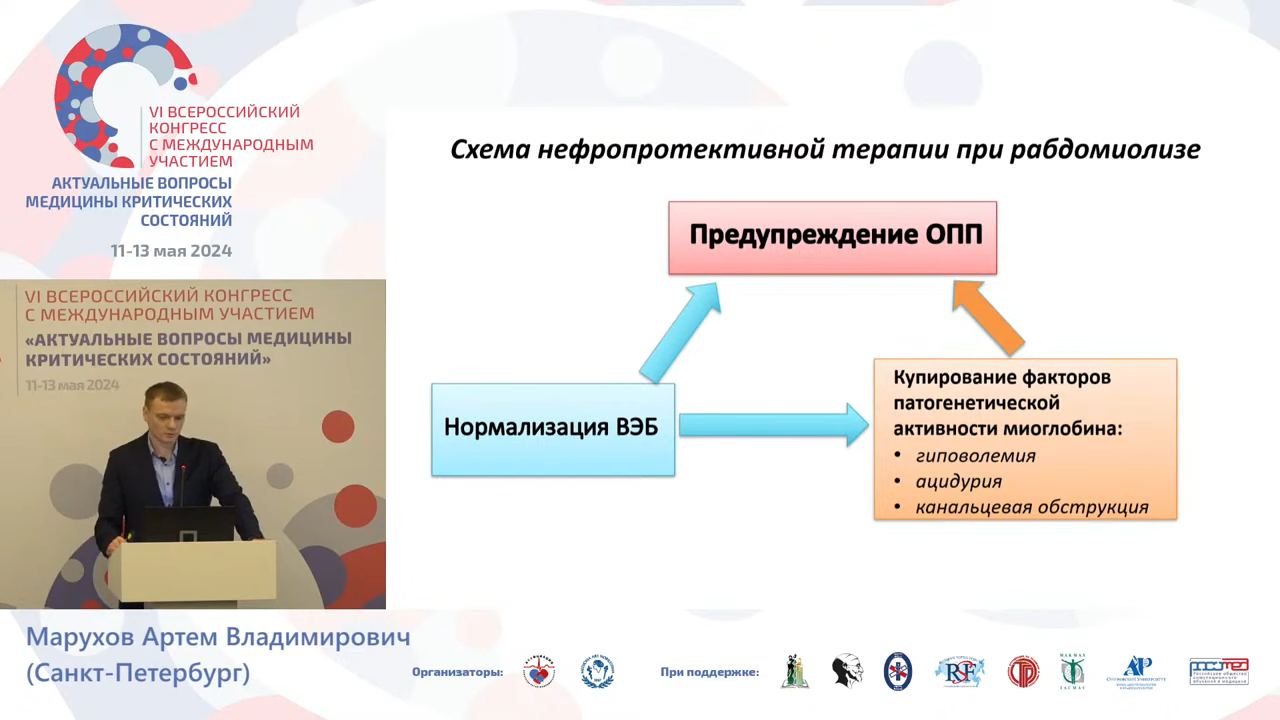 VI ВСЕРОССИЙСКИЙ
КОНГРЕСС
С МЕЖДУНАРОДНЫМ
УЧАСТИЕМ
АКТУАЛЬНЫЕ ВОПРОСЫ
МЕДИЦИНЫ КРИТИЧЕСКИХ
СОСТОЯНИЙ
11-13 мая 2024
VI ВСЕРОССИЙСКИЙ КОНГРЕСС
С МЕЖДУНАРОДНЫМ УЧАСТИЕМ
«АКТУАЛЬНЫЕ ВОПРОСЫ МЕДИЦИНЫ
КРИТИЧЕСКИХ СОСТОЯНИЙ»
11-13 мая 2024
Схема нефропротективной терапии при рабдомиолизе
Предупреждение ОПП
Нормализация ВЭБ
Купирование факторов
патогенетической
активности миоглобина:
• гиповолемия
• ацидурия
• канальцевая обструкция
Марухов Артем Владимирович
(Санкт-Петербург)
Организаторы:
При поддержке: